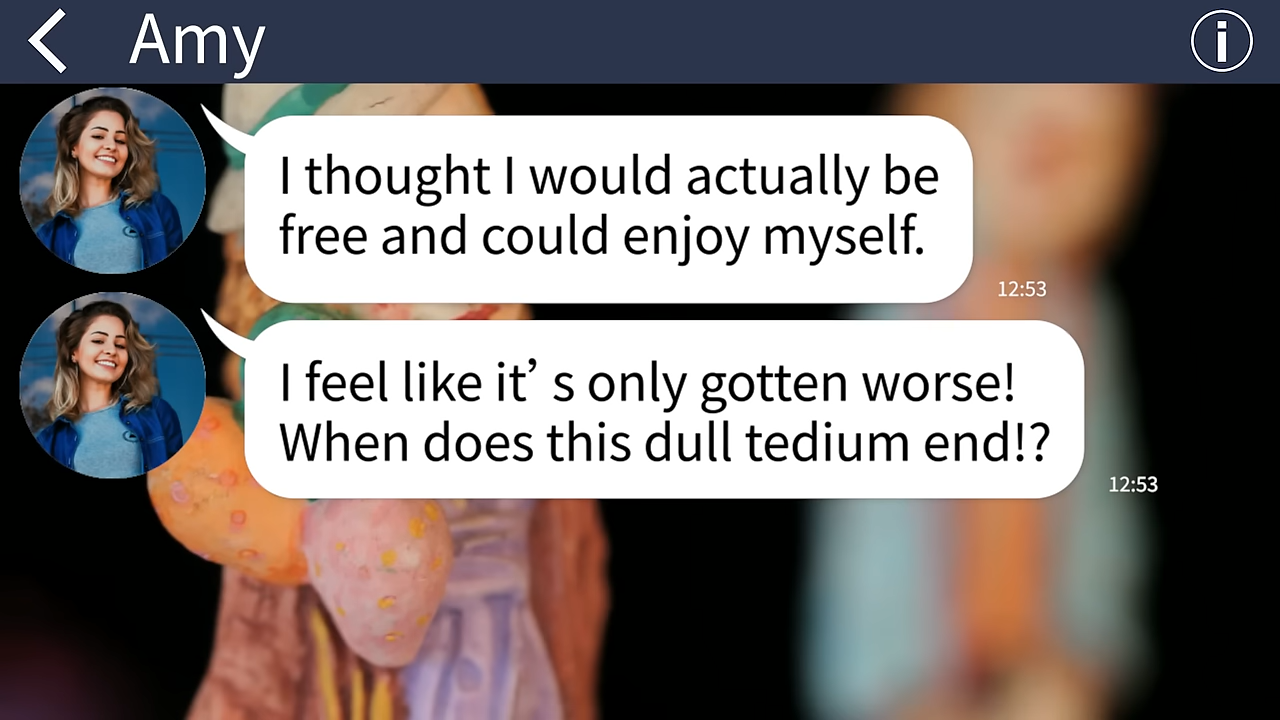 Amy
I thought I would actually be
free and could enjoy myself.
12:53
I feel like it’ s only gotten worse!
When does this dull tedium end!?
12:53